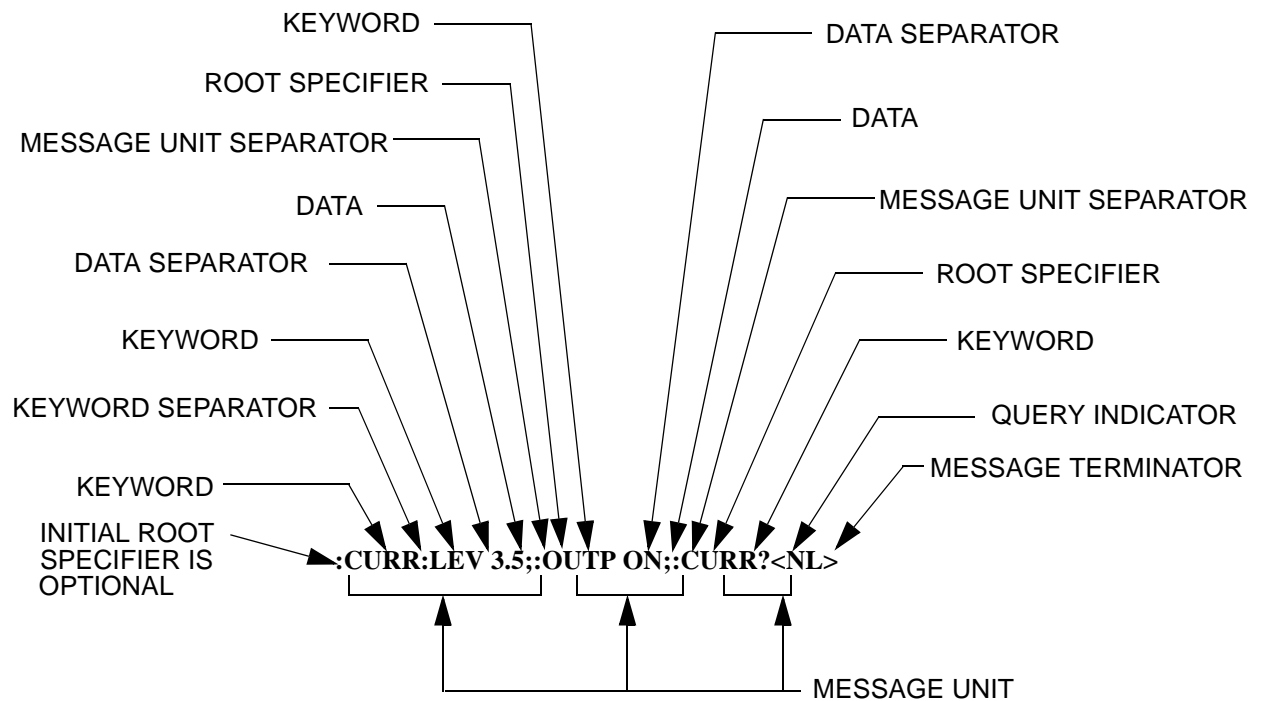 KEYWORD
DATA SEPARATOR
ROOT SPECIFIER
DATA
MESSAGE UNIT SEPARATOR
DATA
MESSAGE UNIT SEPARATOR
DATA SEPARATOR
ROOT SPECIFIER
KEYWORD
KEYWORD
KEYWORD SEPARATOR
QUERY INDICATOR
MESSAGE TERMINATOR
KEYWORD
INITIAL ROOT
SPECIFIER IS
OPTIONAL
:CURR:LEV 3.5;:OUTP ON;:CURR?<NL>
MESSAGE UNIT